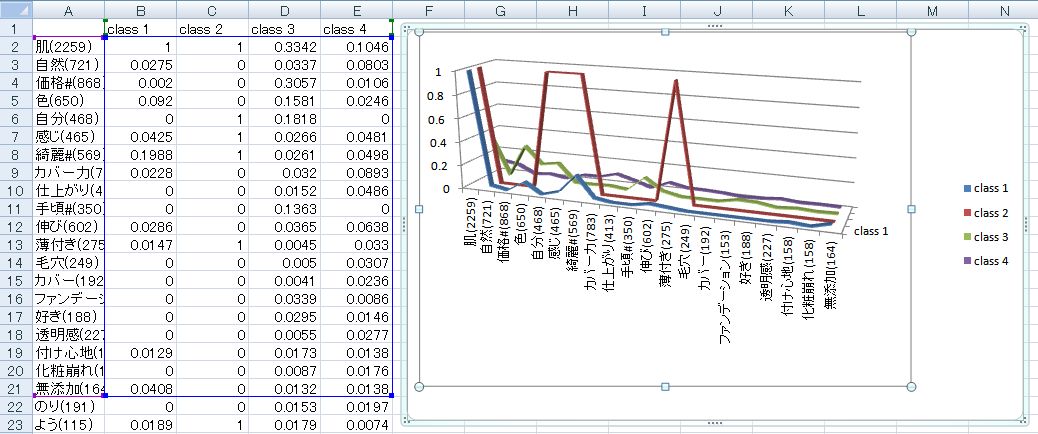 A B C D E F G H I J K L M N
1 class 1 class 2 class 3 class 4
2 肌(2259) 1 1 0.3342 0.1046
3 自然(721) 0.0275 0 0.0337 0.0803
4 価格#(868) 0.002 0 0.3057 0.0106
5 色(650) 0.092 0 0.1581 0.0246
6 自分(468) 0 1 0.1818 0
7 感じ(465) 0.0425 1 0.0266 0.0481
8 綺麗#(569) 0.1988 1 0.0261 0.0498
9 カバー力(7 0.0228 0 0.032 0.0893
10 仕上がり(4 0 0 0.0152 0.0486
11 手頃#(350) 0 0 0.1363 0
12 伸び(602) 0.0286 0 0.0365 0.0638
13 薄付き(275 0.0147 1 0.0045 0.033
14 毛穴(249) 0 0 0.005 0.0307
15 カバー(192 0 0 0.0041 0.0236
16 ファンデーシ 0 0 0.0339 0.0086
17 好き(188) 0 0 0.0295 0.0146
18 透明感(227 0 0 0.0055 0.0277
19 付け心地(1 0.0129 0 0.0173 0.0138
20 化粧崩れ(1 0 0 0.0087 0.0176
21 無添加(164 0.0408 0 0.0132 0.0138
22 のり(191) 0 0 0.0153 0.0197
23 よう(115) 0.0189 1 0.0179 0.0074
1
0.8
0.6
0.4
0.2
0
肌(2259)
自然(721)
価格#(868)
色(650)
自分(468)
感じ(465)
綺麗#(569)
カバー力(783)
仕上がり(413)
手頃#(350)
伸び(602)
薄付き(275)
毛穴(249)
カバー(192)
ファンデーション(153)
好き(188)
透明感(227)
付け心地(158)
化粧崩れ(158)
無添加(164)
class 1
class 1
class 2
class 3
class 4